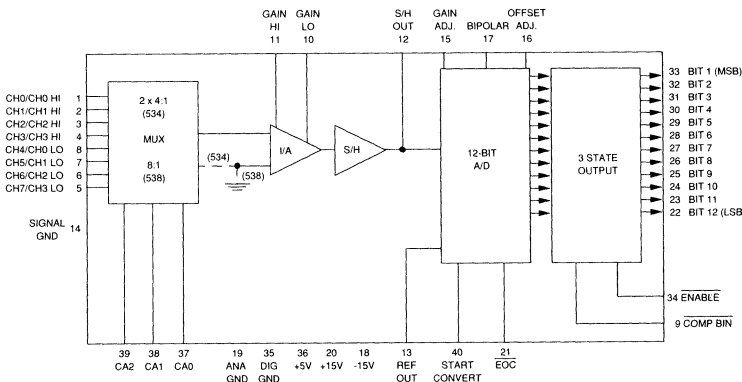 GAIN HI 11
GAIN LO 10
S/H OUT 12
GAIN ADJ. 15
BIPOLAR 17
OFFSET ADJ. 16
CH0/CH0 HI 1
CH1/CH1 HI 2
CH2/CH2 HI 3
CH3/CH3 HI 4
CH4/CH0 LO 8
CH5/CH1 LO 7
CH6/CH2 LO 6
CH7/CH3 LO 5
SIGNAL GND 14
2 x 4:1
(534)
MUX
8:1
(538)
(534)
(538)
I/A
S/H
12-BIT
A/D
3 STATE
OUTPUT
33 BIT 1 (MSB)
32 BIT 2
31 BIT 3
30 BIT 4
29 BIT 5
28 BIT 6
27 BIT 7
26 BIT 8
25 BIT 9
24 BIT 10
23 BIT 11
22 BIT 12 (LSB
34 ENABLE
9 COMP BIN
39 CA2
38 CA1
37 CA0
19 ANA GND
35 DIG GND
36 +5V
20 +15V
18 -15V
13 REF OUT
40 START CONVERT
21 EOC